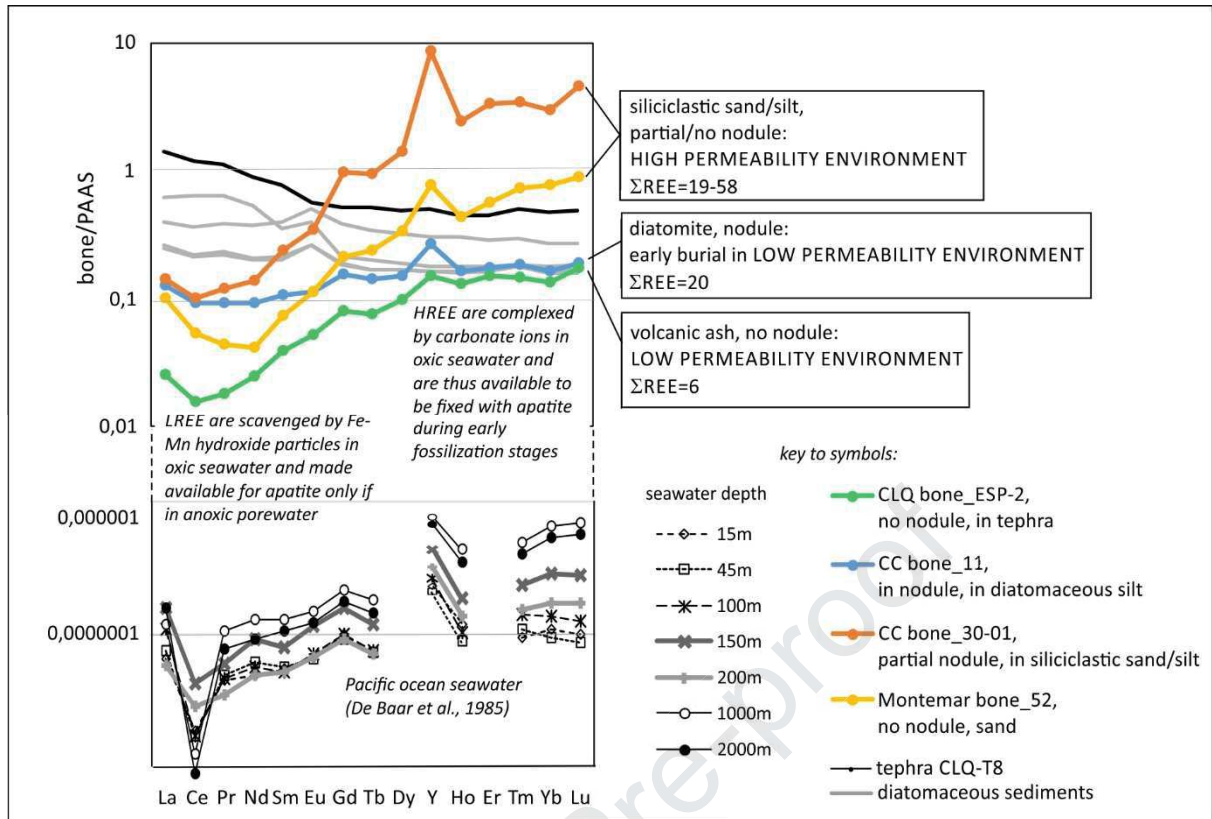 10
1
0,1
0,01
bone/PAAS
siliciclastic sand/silt,
partial/no nodule:
HIGH PERMEABILITY ENVIRONMENT
ΣREE=19-58
diatomite, nodule:
early burial in LOW PERMEABILITY ENVIRONMENT
ΣREE=20
volcanic ash, no nodule:
LOW PERMEABILITY ENVIRONMENT
ΣREE=6
HREE are complexed
by carbonate ions in
oxic seawater and
are thus available to
be fixed with apatite
during early
fossilization stages
LREE are scavenged by Fe-
Mn hydroxide particles in
oxic seawater and made
available for apatite only if
in anoxic porewater
0,000001
0,0000001
Pacific ocean seawater
(De Baar et al., 1985)
La Ce Pr Nd Sm Eu Gd Tb Dy Y Ho Er Tm Yb Lu
key to symbols:
seawater depth
15m
45m
100m
150m
200m
1000m
2000m
CLQ bone_ESP-2,
no nodule, in tephra
CC bone_11,
in nodule, in diatomaceous silt
CC bone_30-01,
partial nodule, in siliciclastic sand/silt
Montemar bone_52,
no nodule, sand
tephra CLQ-T8
diatomaceous sediments
re-proof